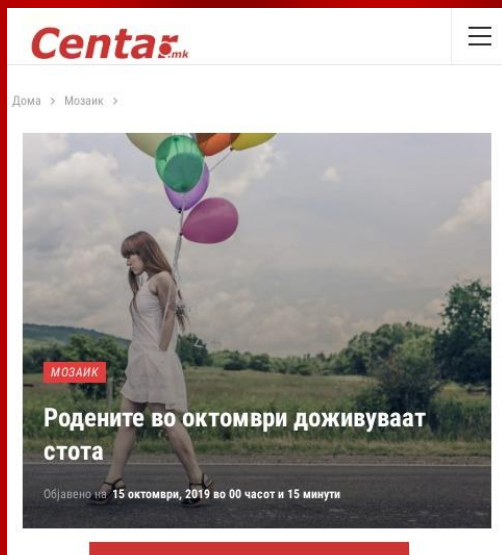 Centar.mk
Дома > Мозаик >
МОЗАИК
Родените во октомври доживуваат
стота
Објавено на 15 октомври, 2019 во 00 часот и 15 минути